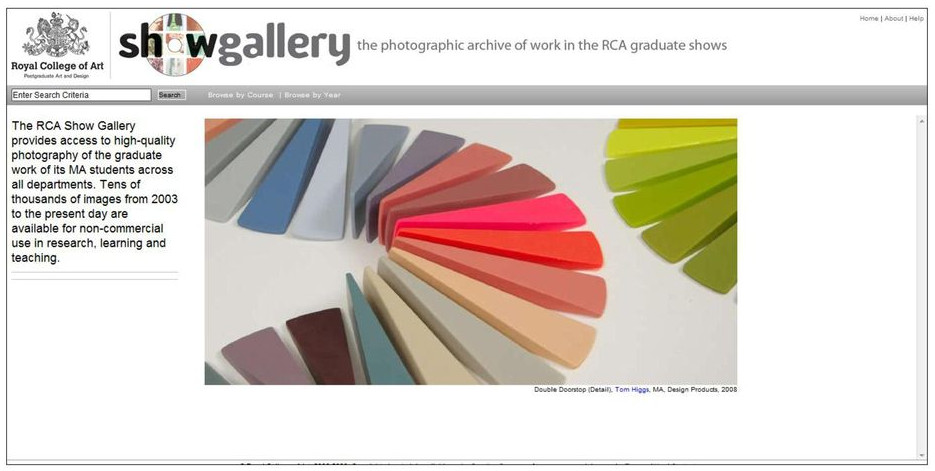 Home | About | Help
showgallery the photographic archive of work in the RCA graduate shows
Royal College of Art
Postgraduate Art and Design
Enter Search Criteria Search Browse by Course | Browse by Year
The RCA Show Gallery
provides access to high-quality
photography of the graduate
work of its MA students across
all departments. Tens of
thousands of images from 2003
to the present day are
available for non-commercial
use in research, learning and
teaching.
Double Doorstop (Detail), Tom Higgs, MA, Design Products, 2008